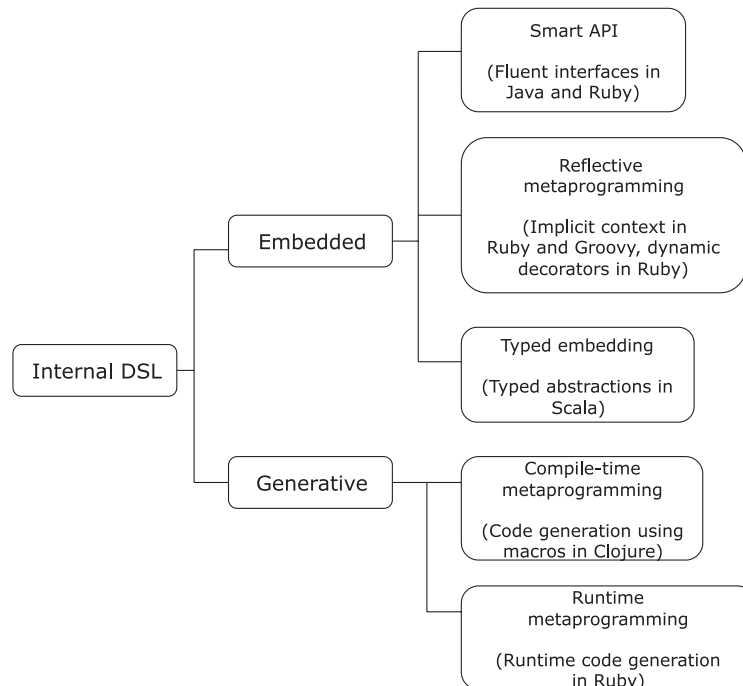 Smart API
(Fluent interfaces in
Java and Ruby)
Reflective
metaprogramming
(Implicit context in
Ruby and Groovy, dynamic
decorators in Ruby)
Embedded
Typed embedding
(Typed abstractions in
Scala)
Internal DSL
Generative
Compile-time
metaprogramming
(Code generation using
macros in Clojure)
Runtime
metaprogramming
(Runtime code generation
in Ruby)